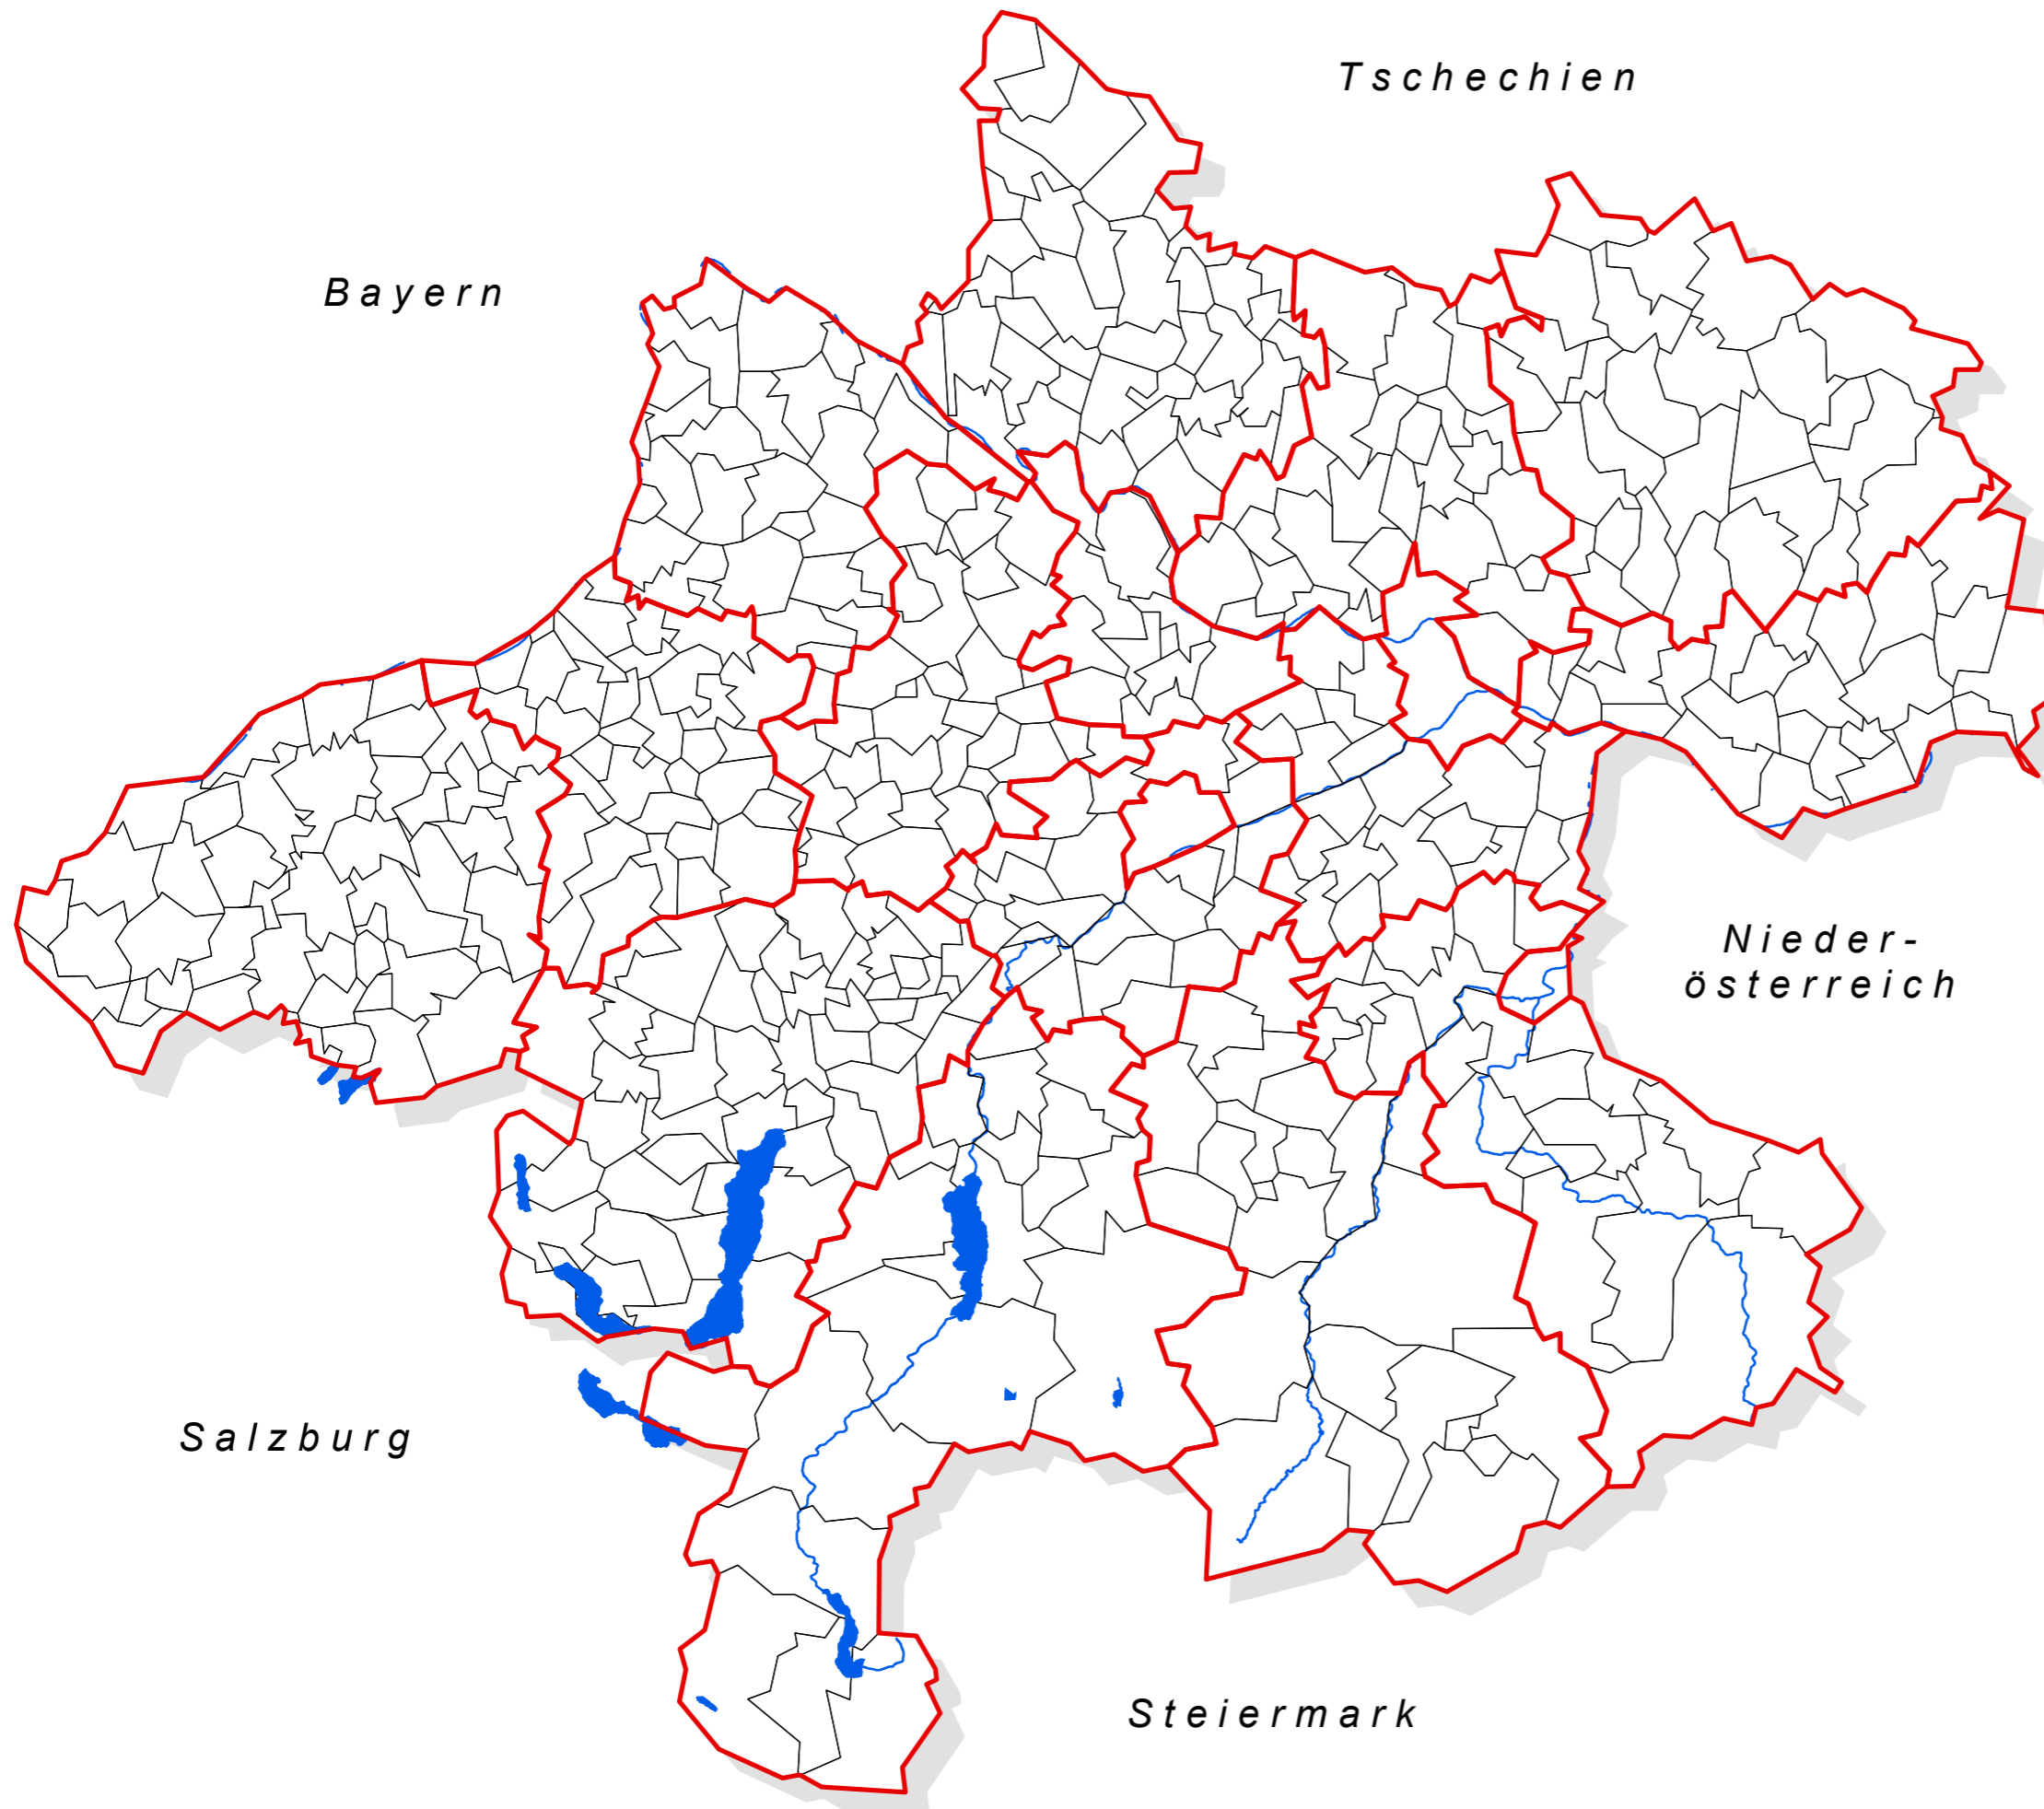 Tschechien
Bayern
Nieder-
österreich
Salzburg
Steiermark